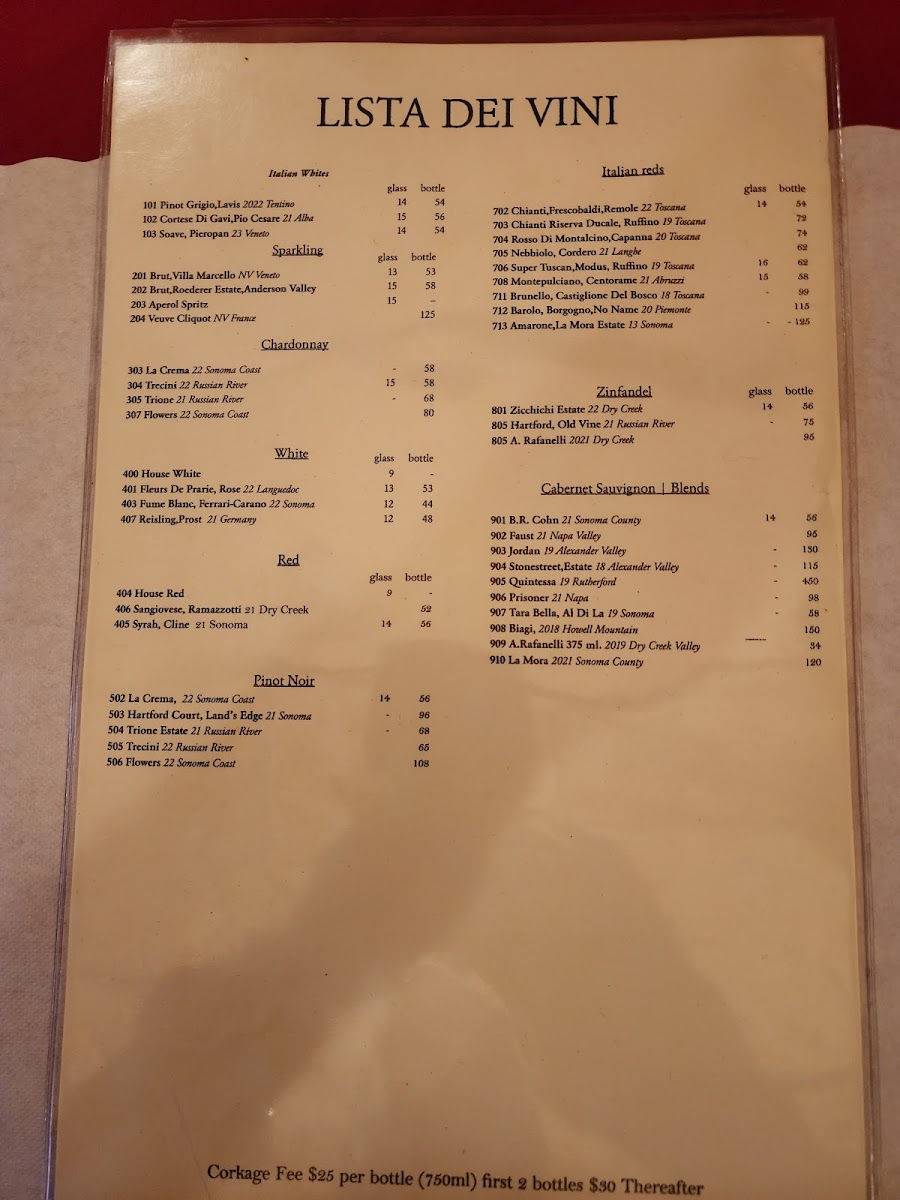 LISTA DEI VINI
Italian Whites
glass bottle
101 Pinot Grigio,Lavis 2022 Tentino 14 54
102 Cortese Di Gavi,Pio Cesare 21 Alba 15 56
103 Soave, Pieropan 23 Veneto 14 54
Sparkling
glass bottle
201 Brut,Villa Marcello NV Veneto 13 53
202 Brut,Roederer Estate,Anderson Valley 15 58
203 Aperol Spritz 15 –
204 Veuve Cliquot NV France 125
Chardonnay
303 La Crema 22 Sonoma Coast - 58
304 Trecini 22 Russian River 15 58
305 Trione 21 Russian River - 68
307 Flowers 22 Sonoma Coast 80
White
glass bottle
400 House White 9 -
401 Fleurs De Prarie, Rose 22 Languedoc 13 53
403 Fume Blanc, Ferrari-Carano 22 Sonoma 12 44
407 Reisling,Prost 21 Germany 12 48
Red
glass bottle
404 House Red 9 -
406 Sangiovese, Ramazzotti 21 Dry Creek 52
405 Syrah, Cline 21 Sonoma 14 56
Pinot Noir
502 La Crema, 22 Sonoma Coast 14 56
503 Hartford Court, Land's Edge 21 Sonoma - 96
504 Trione Estate 21 Russian River - 68
505 Trecini 22 Russian River 65
506 Flowers 22 Sonoma Coast 108
Italian reds
glass bottle
702 Chianti,Frescobaldi,Remole 22 Toscana 14 54
703 Chianti Riserva Ducale, Ruffino 19 Toscana 72
704 Rosso Di Montalcino,Capanna 20 Toscana 74
705 Nebbiolo, Cordero 21 Langhe 62
706 Super Tuscan,Modus, Ruffino 19 Toscana 16 62
708 Montepulciano, Centorame 21 Abruzzi 15 58
711 Brunello, Castiglione Del Bosco 18 Toscana - 99
712 Barolo, Borgogno,No Name 20 Piemonte 115
713 Amarone,La Mora Estate 13 Sonoma - - 125
Zinfandel
glass bottle
801 Zicchichi Estate 22 Dry Creek 14 56
805 Hartford, Old Vine 21 Russian River - 75
805 A. Rafanelli 2021 Dry Creek 95
Cabernet Sauvignon | Blends
901 B.R. Cohn 21 Sonoma County 14 56
902 Faust 21 Napa Valley 95
903 Jordan 19 Alexander Valley - 130
904 Stonestreet,Estate 18 Alexander Valley - 115
905 Quintessa 19 Rutherford - 450
906 Prisoner 21 Napa - 98
907 Tara Bella, Al Di La 19 Sonoma - 58
908 Biagi, 2018 Howell Mountain 150
909 A.Rafanelli 375 ml. 2019 Dry Creek Valley 34
910 La Mora 2021 Sonoma County 120
Corkage Fee $25 per bottle (750ml) first 2 bottles $30 Thereafter